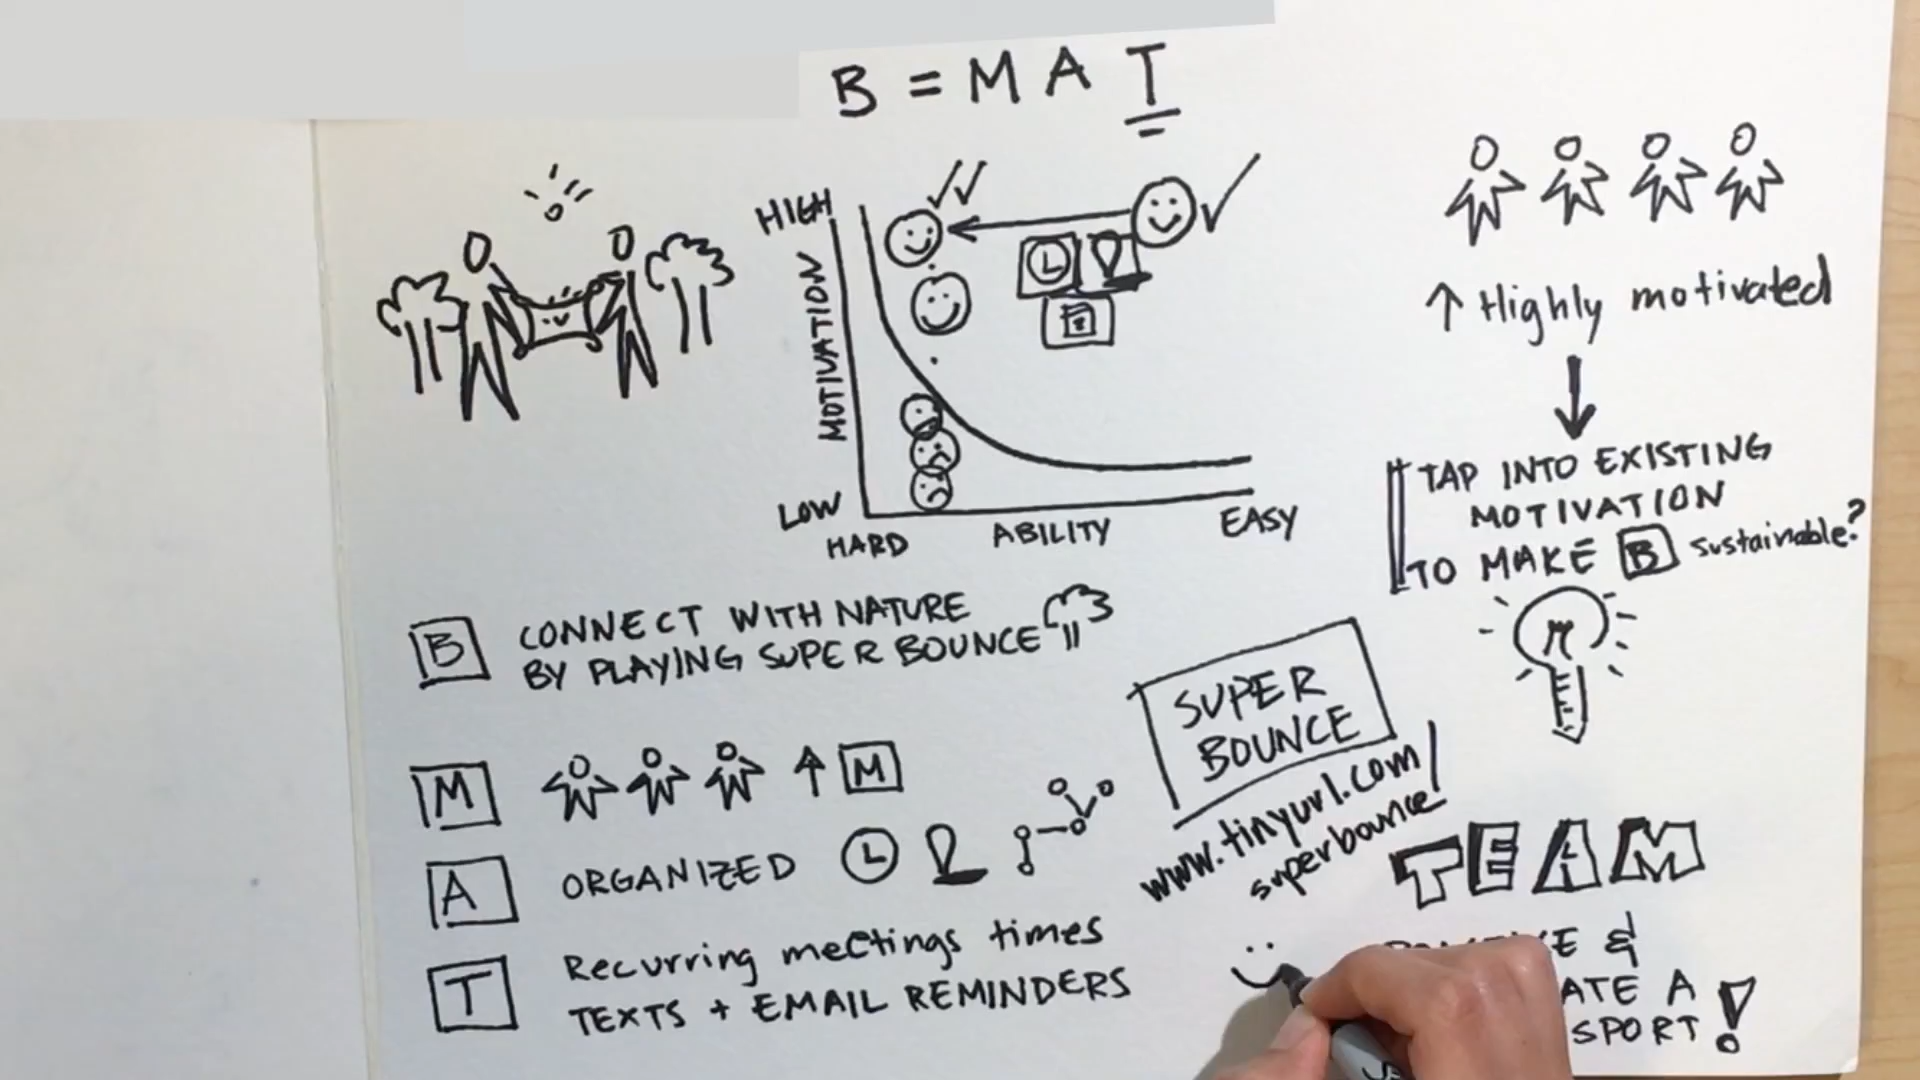 B = M A T
HIGH
MOTIVATION
LOW
HARD
ABILITY
EASY
↑ Highly motivated
TAP INTO EXISTING
MOTIVATION
TO MAKE B sustainable?
B CONNECT WITH NATURE
BY PLAYING SUPER BOUNCE
M ↑ M
A ORGANIZED
T Recurring meetings times
TEXTS + EMAIL REMINDERS
SUPER
BOUNCE
www.tinyurl.com/
superbounce
TEAM
&
A
SPORT!